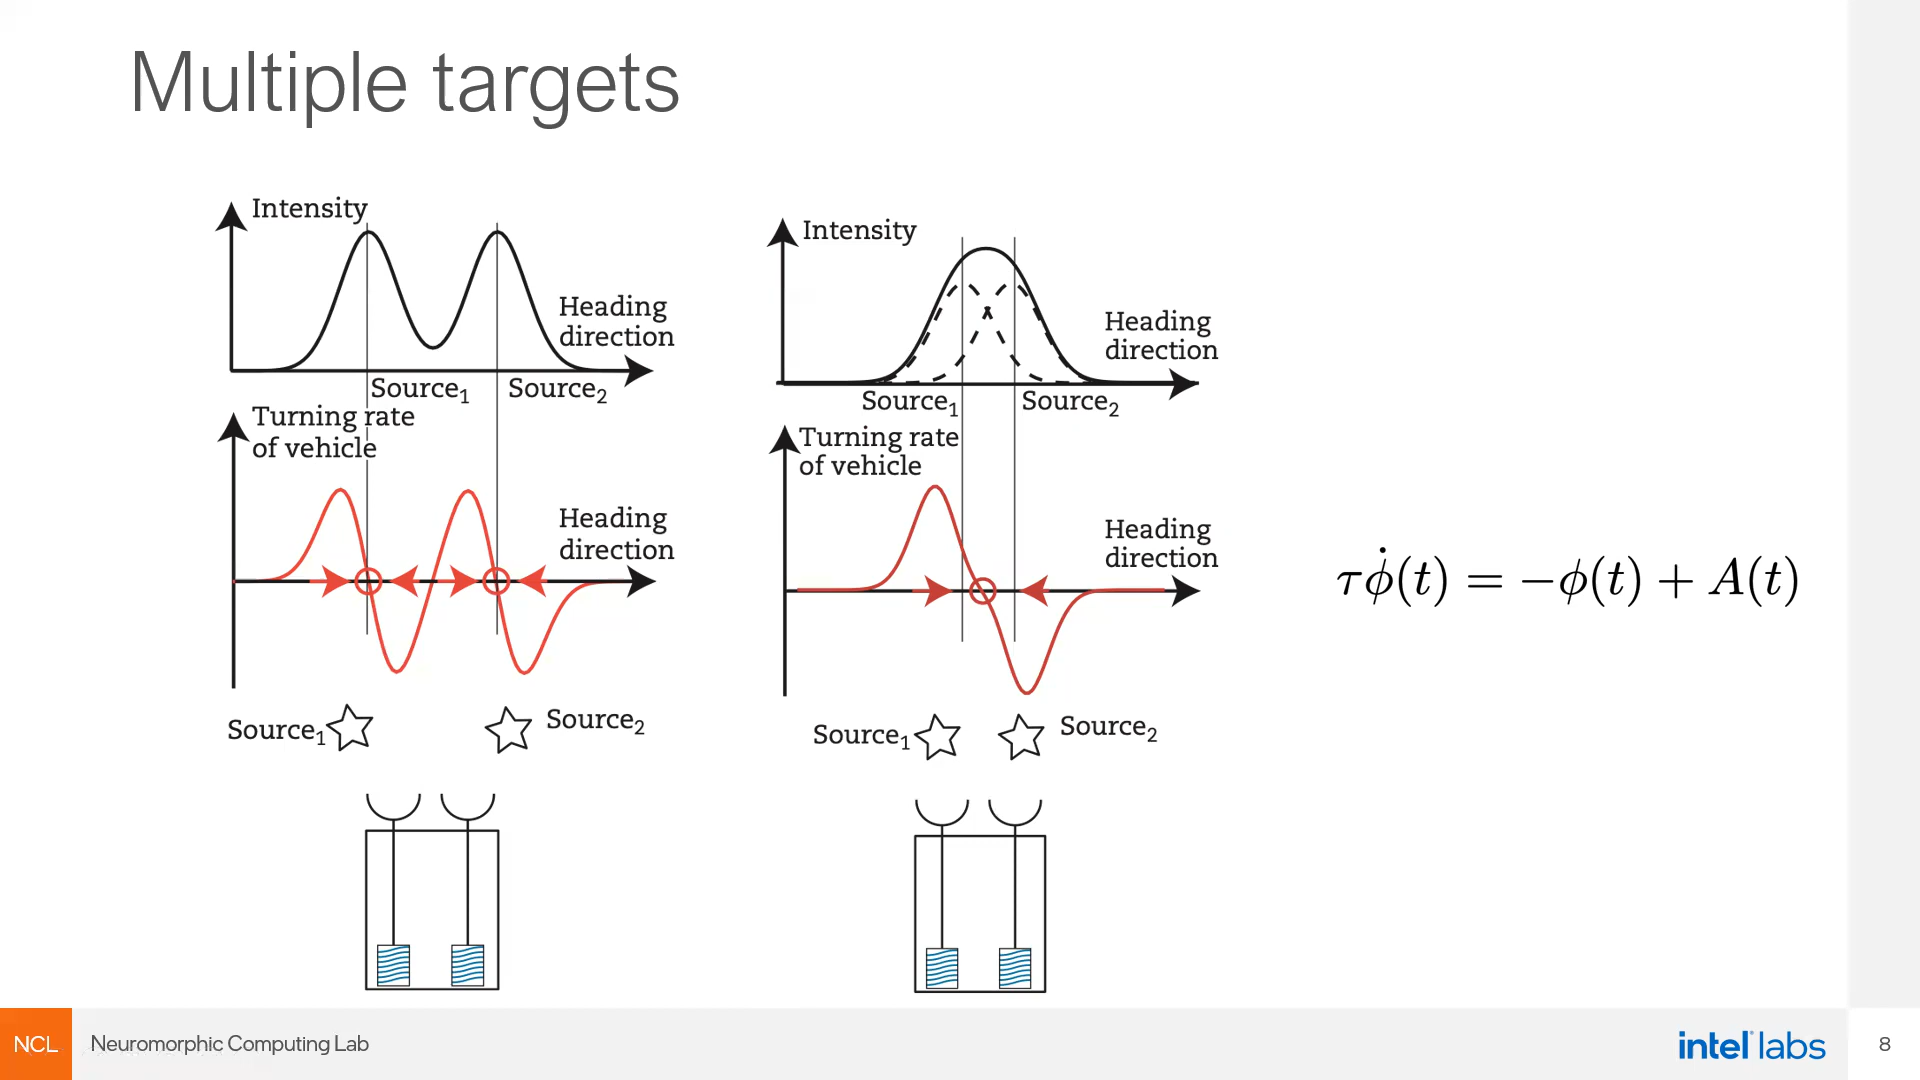 Multiple targets
Intensity
Heading
direction
Source₁
Source₂
Turning rate
of vehicle
Heading
direction
Source₁
Source₂
Intensity
Heading
direction
Source₁
Source₂
Turning rate
of vehicle
Heading
direction
Source₁
Source₂
τφ̇(t) = −φ(t) + A(t)
NCL
Neuromorphic Computing Lab
intel labs
8